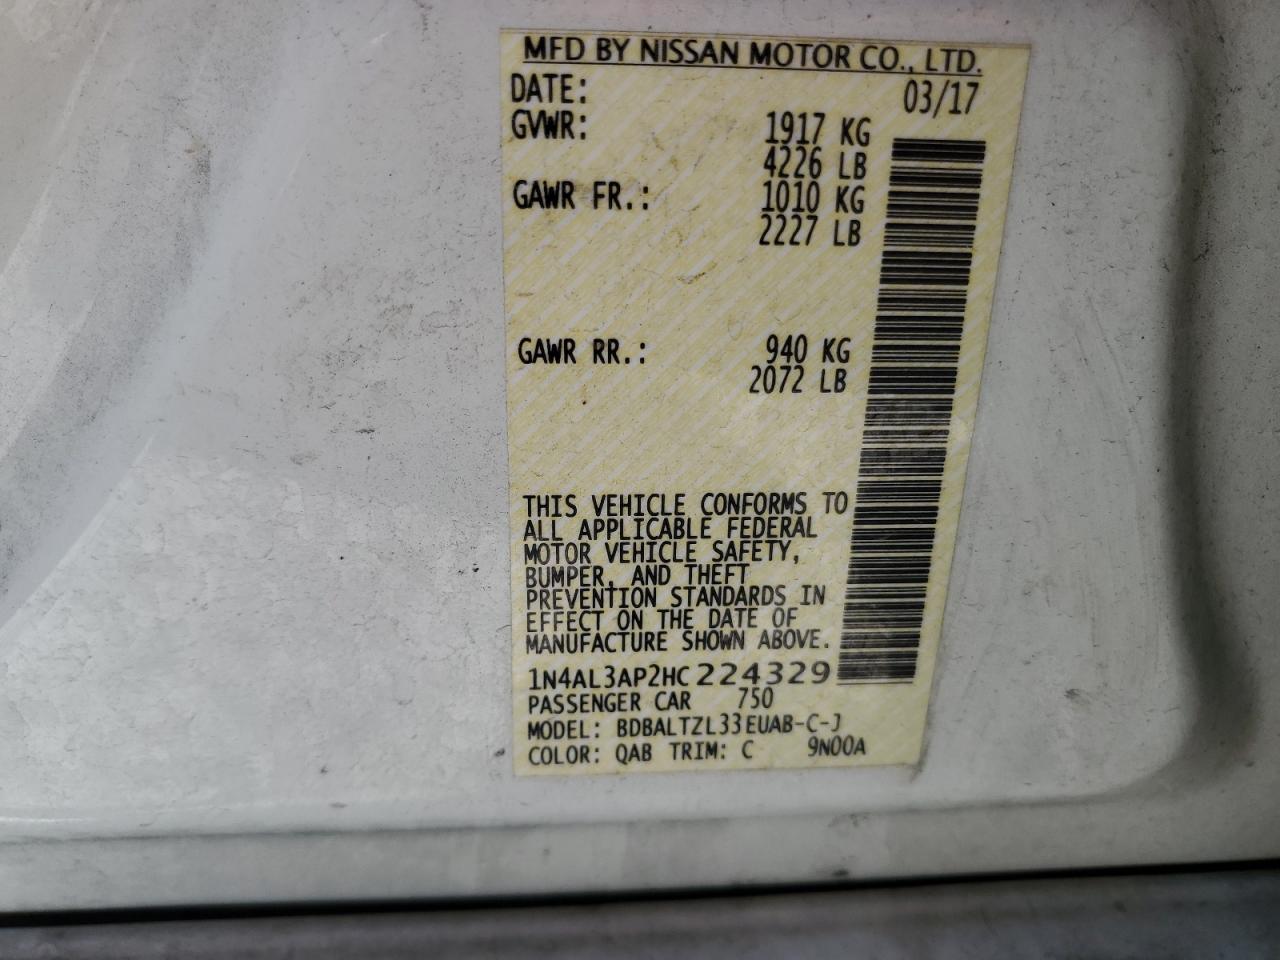 MFD BY NISSAN MOTOR CO., LTD.
DATE: 03/17
GVWR: 1917 KG
4226 LB
GAWR FR.: 1010 KG
2227 LB
GAWR RR.: 940 KG
2072 LB
THIS VEHICLE CONFORMS TO
ALL APPLICABLE FEDERAL
MOTOR VEHICLE SAFETY,
BUMPER, AND THEFT
PREVENTION STANDARDS IN
EFFECT ON THE DATE OF
MANUFACTURE SHOWN ABOVE.
1N4AL3AP2HC224329
PASSENGER CAR 750
MODEL: BDBALTZL33EUAB-C-J
COLOR: QAB TRIM: C 9N00A